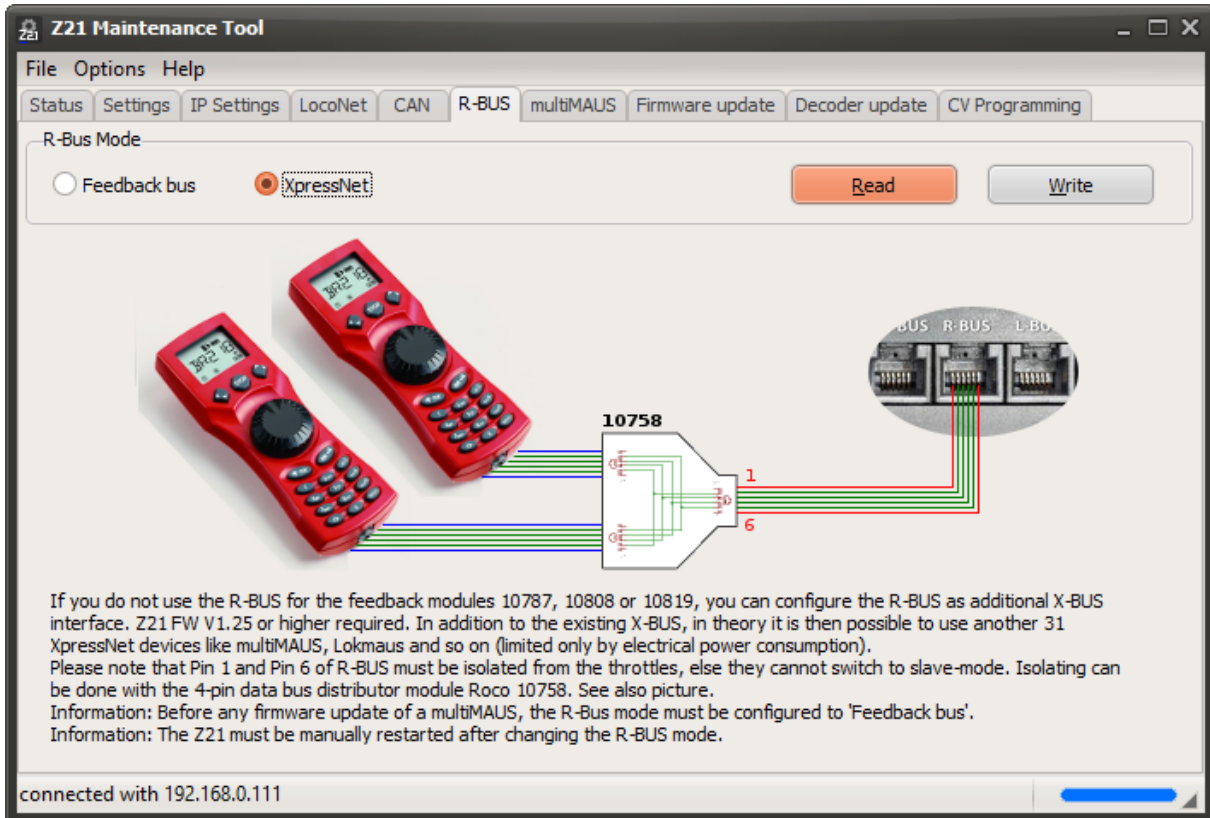 Z21 Z21 Maintenance Tool
File Options Help
Status Settings IP Settings LocoNet CAN R-BUS multiMAUS Firmware update Decoder update CV Programming
R-Bus Mode
Feedback bus XpressNet Read Write
BUS R-BUS L-BU
BR2 18
BR2 18
10758
1
6
If you do not use the R-BUS for the feedback modules 10787, 10808 or 10819, you can configure the R-BUS as additional X-BUS
interface. Z21 FW V1.25 or higher required. In addition to the existing X-BUS, in theory it is then possible to use another 31
XpressNet devices like multiMAUS, Lokmaus and so on (limited only by electrical power consumption).
Please note that Pin 1 and Pin 6 of R-BUS must be isolated from the throttles, else they cannot switch to slave-mode. Isolating can
be done with the 4-pin data bus distributor module Roco 10758. See also picture.
Information: Before any firmware update of a multiMAUS, the R-Bus mode must be configured to 'Feedback bus'.
Information: The Z21 must be manually restarted after changing the R-BUS mode.
connected with 192.168.0.111